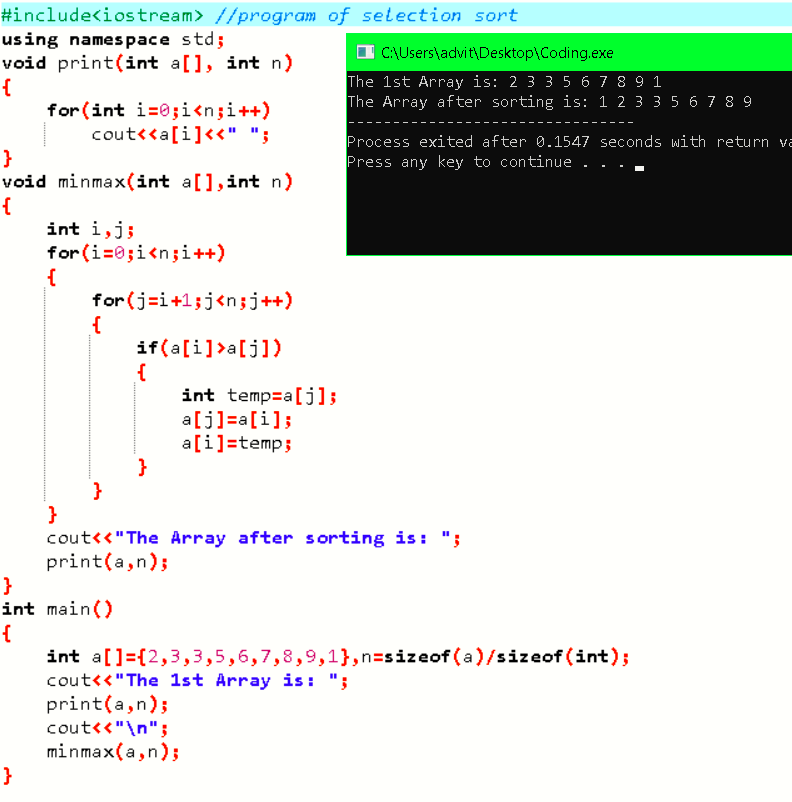 #include<iostream> //program of selection sort
using namespace std;
void print(int a[], int n)
{
    for(int i=0;i<n;i++)
        cout<<a[i]<<" ";
}
void minmax(int a[],int n)
{
    int i,j;
    for(i=0;i<n;i++)
    {
        for(j=i+1;j<n;j++)
        {
            if(a[i]>a[j])
            {
                int temp=a[j];
                a[j]=a[i];
                a[i]=temp;
            }
        }
    }
    cout<<"The Array after sorting is: ";
    print(a,n);
}
int main()
{
    int a[]={2,3,3,5,6,7,8,9,1},n=sizeof(a)/sizeof(int);
    cout<<"The 1st Array is: ";
    print(a,n);
    cout<<"\n";
    minmax(a,n);
}
C:\Users\advit\Desktop\Coding.exe
The 1st Array is: 2 3 3 5 6 7 8 9 1
The Array after sorting is: 1 2 3 3 5 6 7 8 9
--------------------------------
Process exited after 0.1547 seconds with return va
Press any key to continue . . .